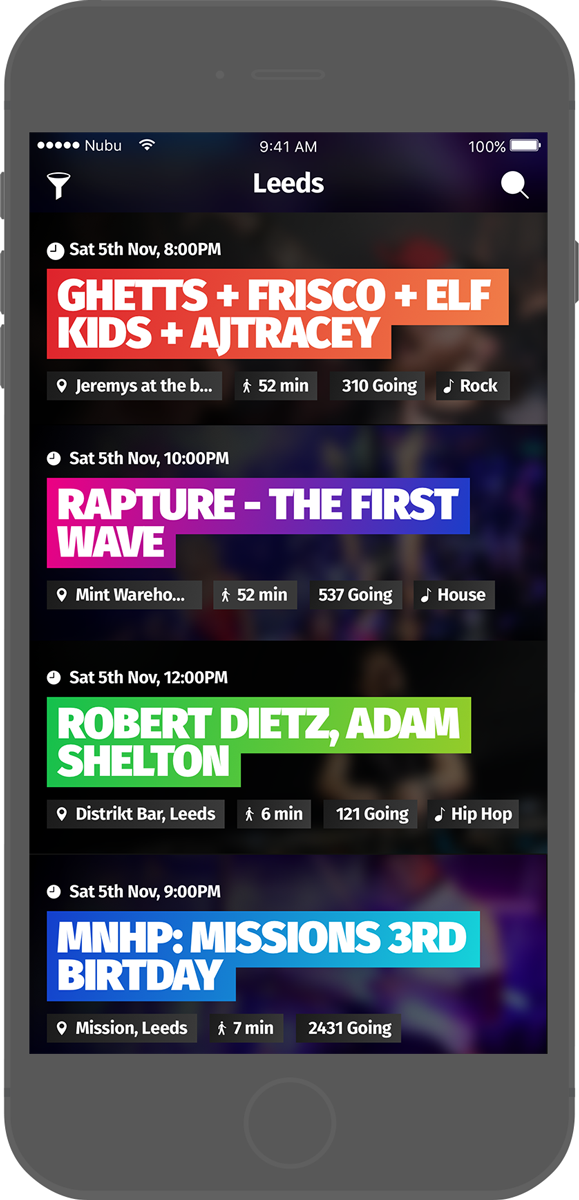 Nubu 9:41 AM 100%
Leeds
Sat 5th Nov, 8:00PM
GHETTS + FRISCO + ELF
KIDS + AJTRACEY
Jeremys at the b... 52 min 310 Going Rock
Sat 5th Nov, 10:00PM
RAPTURE - THE FIRST
WAVE
Mint Wareho... 52 min 537 Going House
Sat 5th Nov, 12:00PM
ROBERT DIETZ, ADAM
SHELTON
Distrikt Bar, Leeds 6 min 121 Going Hip Hop
Sat 5th Nov, 9:00PM
MNHP: MISSIONS 3RD
BIRTDAY
Mission, Leeds 7 min 2431 Going